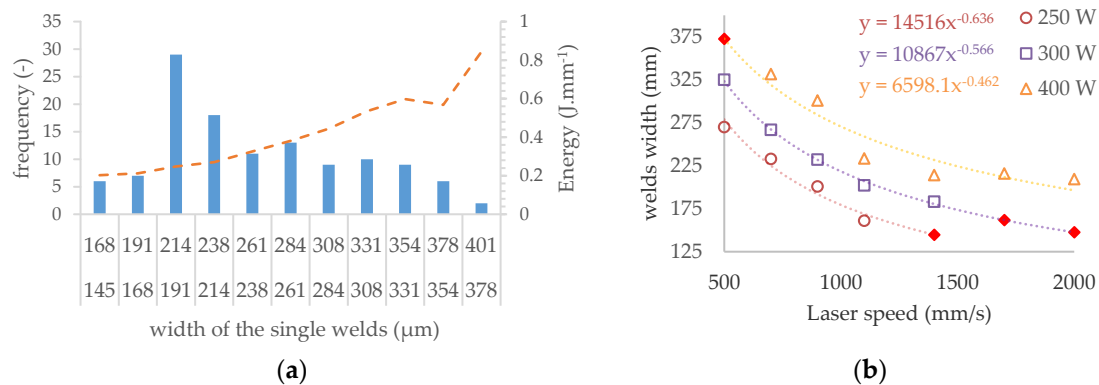 35
30
25
20
15
10
5
0
frequency (-)
1
0.8
0.6
0.4
0.2
0
Energy (J.mm⁻¹)
168 191 214 238 261 284 308 331 354 378 401
145 168 191 214 238 261 284 308 331 354 378
width of the single welds (µm)
(a)
y = 14516x⁻⁰·⁶³⁶
y = 10867x⁻⁰·⁵⁶⁶
y = 6598.1x⁻⁰·⁴⁶²
250 W
300 W
400 W
375
325
275
225
175
125
welds width (mm)
500 1000 1500 2000
Laser speed (mm/s)
(b)